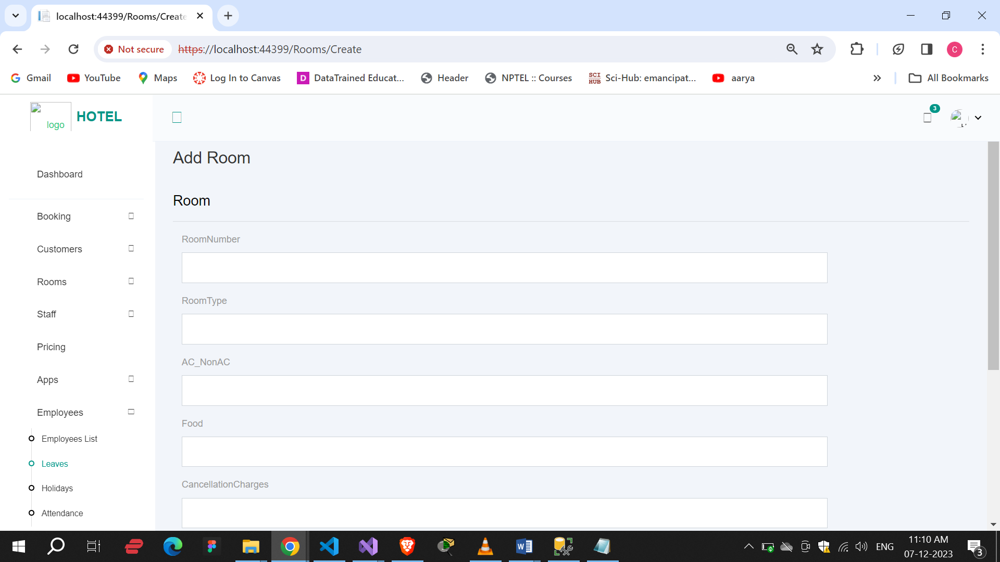 localhost:44399/Rooms/Create
Not secure
https://localhost:44399/Rooms/Create
C
Gmail
YouTube
Maps
Log In to Canvas
D
DataTrained Educat...
Header
NPTEL :: Courses
SCI HUB
Sci-Hub: emancipat...
aarya
All Bookmarks
logo
HOTEL
3
Dashboard
Booking
Customers
Rooms
Staff
Pricing
Apps
Employees
Employees List
Leaves
Holidays
Attendance
Add Room
Room
RoomNumber
RoomType
AC_NonAC
Food
CancellationCharges
ENG
11:10 AM
07-12-2023
3